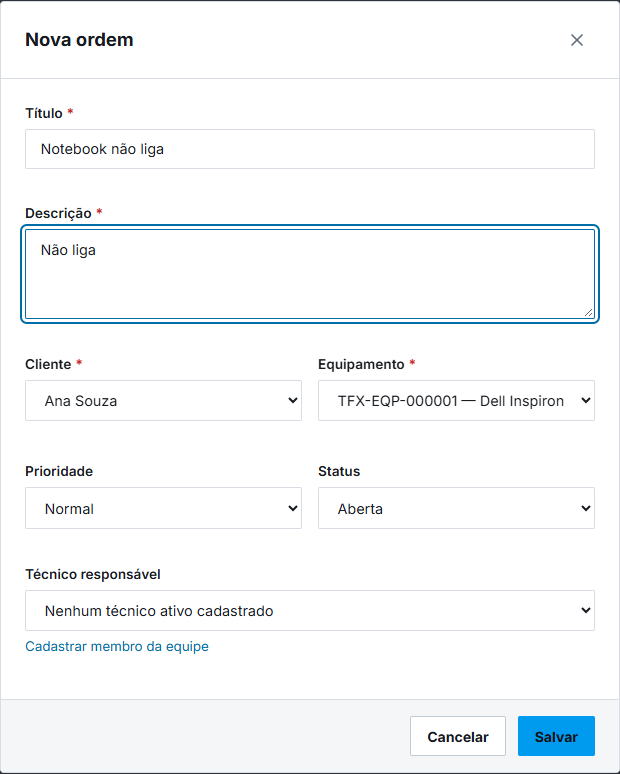 Nova ordem
Título *
Notebook não liga
Descrição *
Não liga
Cliente *
Equipamento *
Ana Souza
TFX-EQP-000001 — Dell Inspiron
Prioridade
Status
Normal
Aberta
Técnico responsável
Nenhum técnico ativo cadastrado
Cadastrar membro da equipe
Cancelar
Salvar